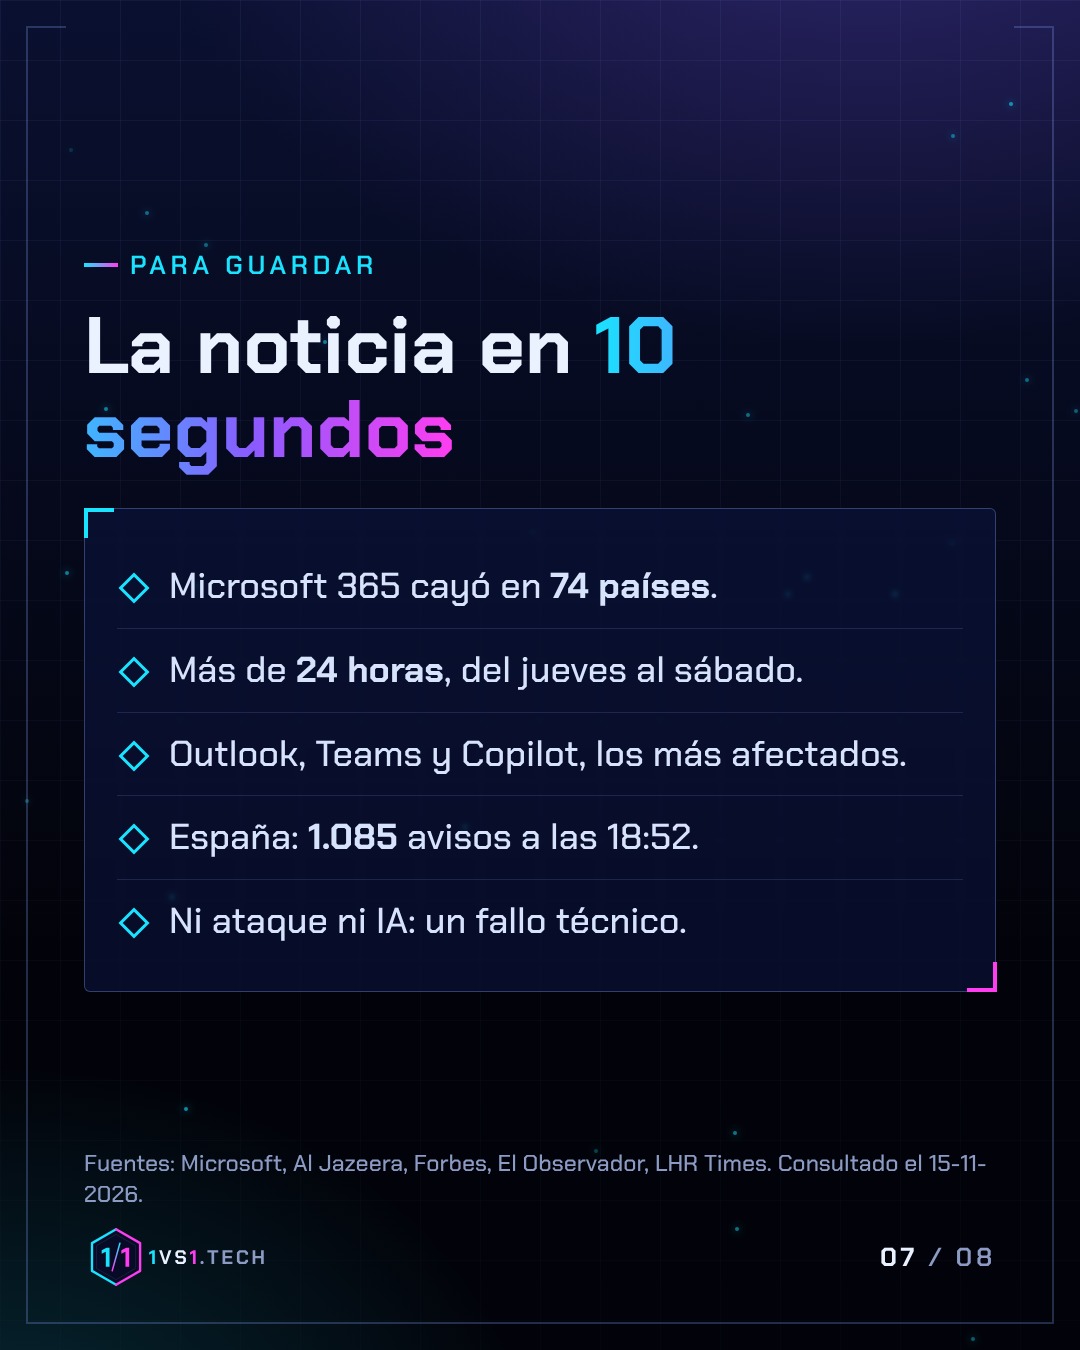 PARA GUARDAR
La noticia en 10
segundos
Microsoft 365 cayó en 74 países.
Más de 24 horas, del jueves al sábado.
Outlook, Teams y Copilot, los más afectados.
España: 1.085 avisos a las 18:52.
Ni ataque ni IA: un fallo técnico.
Fuentes: Microsoft, Al Jazeera, Forbes, El Observador, LHR Times. Consultado el 15-11-
2026.
1/1 1VS1.TECH
07 / 08